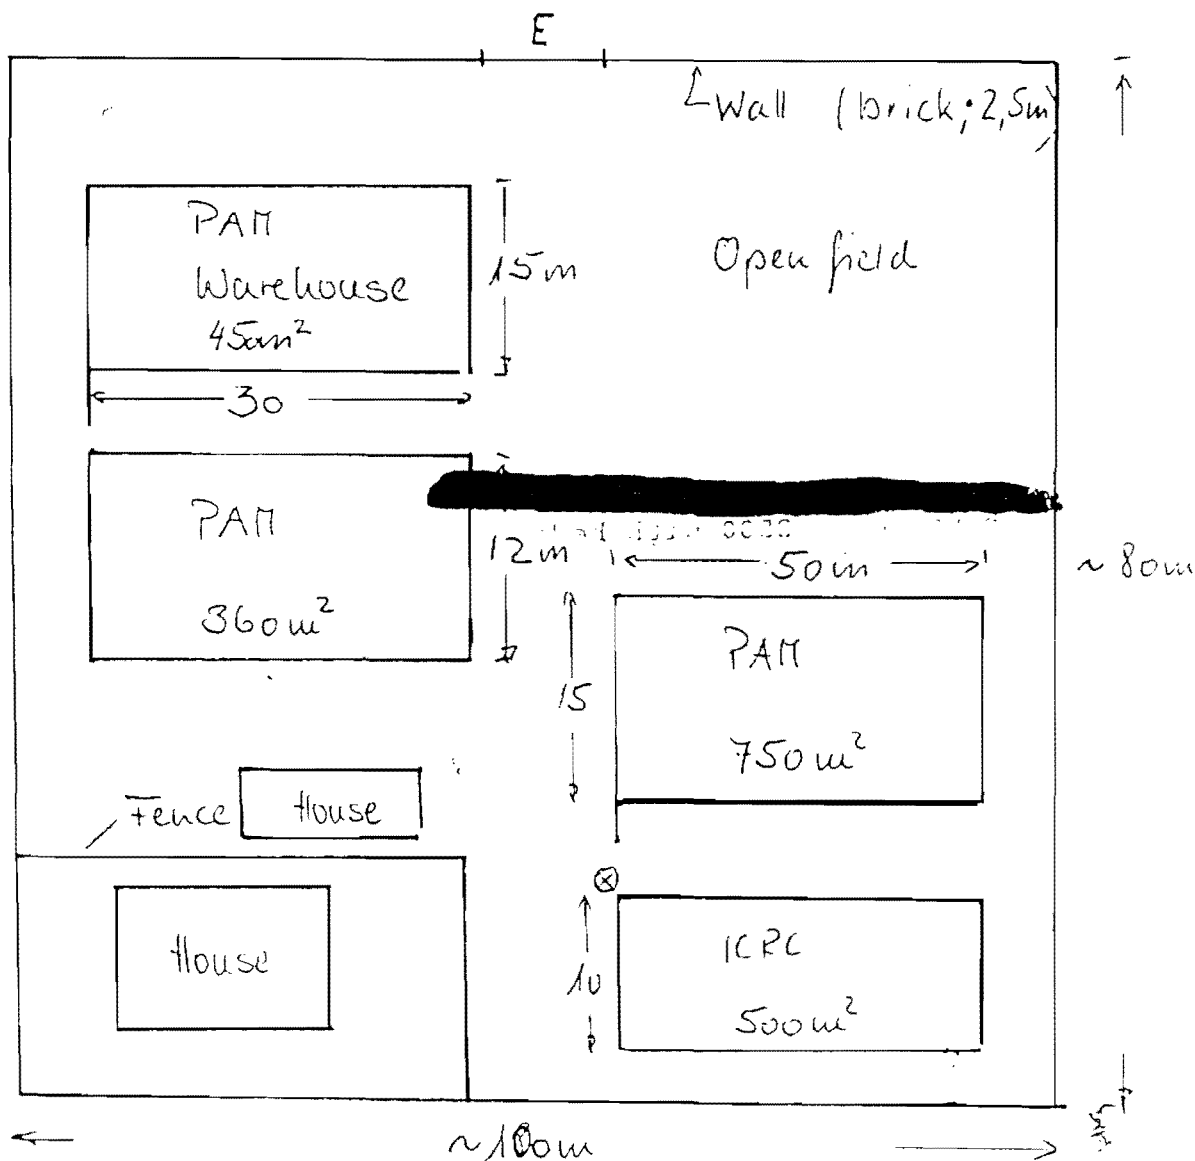 E
Wall (brick; 2,5m)
PAM
Warehouse
450m²
15m
Open field
30
PAM
360m²
12m
50m
~80m
15
PAM
750m²
Fence
House
House
10
ICRC
500m²
~100m